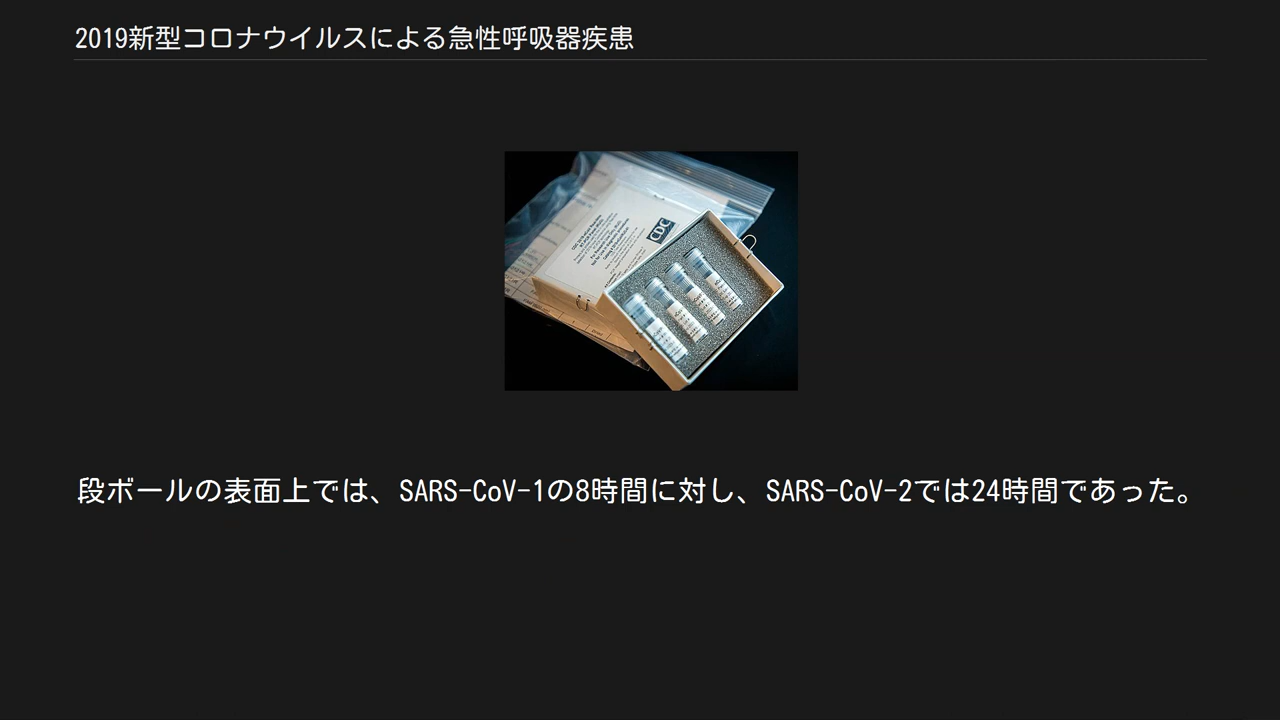 2019新型コロナウイルスによる急性呼吸器疾患
CDC
段ボールの表面上では、SARS-CoV-1の8時間に対し、SARS-CoV-2では24時間であった。